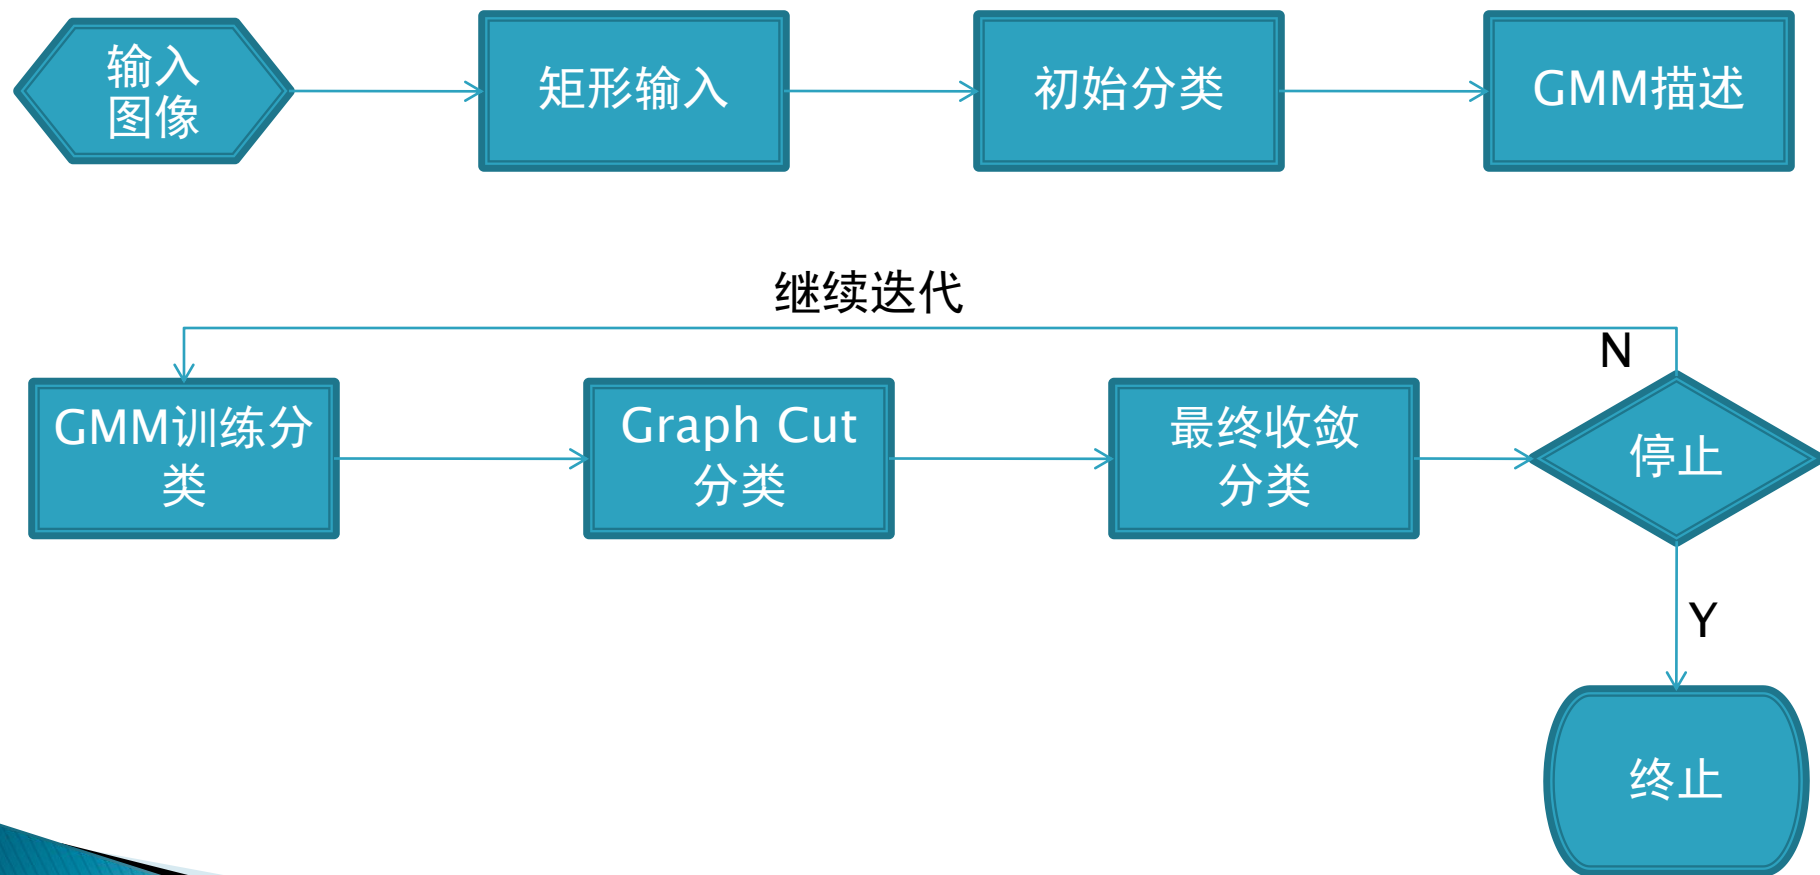 输入
图像
矩形输入
初始分类
GMM描述
继续迭代
N
GMM训练分
类
Graph Cut
分类
最终收敛
分类
停止
Y
终止